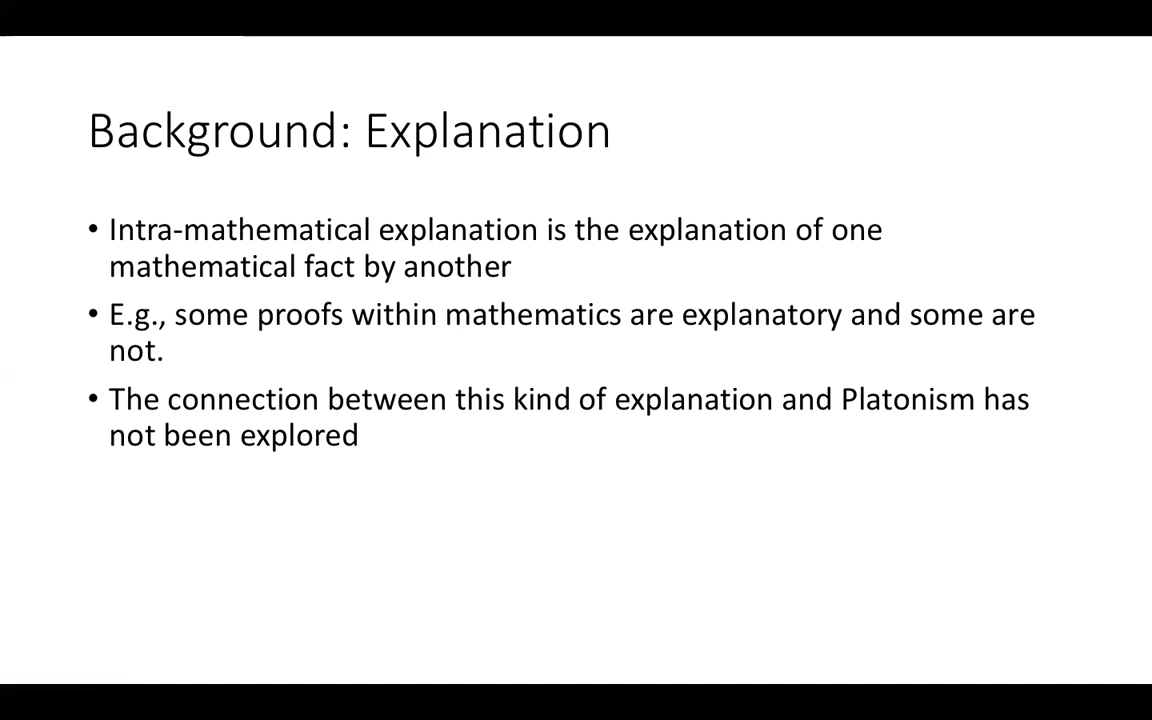 Background: Explanation
• Intra-mathematical explanation is the explanation of one
mathematical fact by another
• E.g., some proofs within mathematics are explanatory and some are
not.
• The connection between this kind of explanation and Platonism has
not been explored